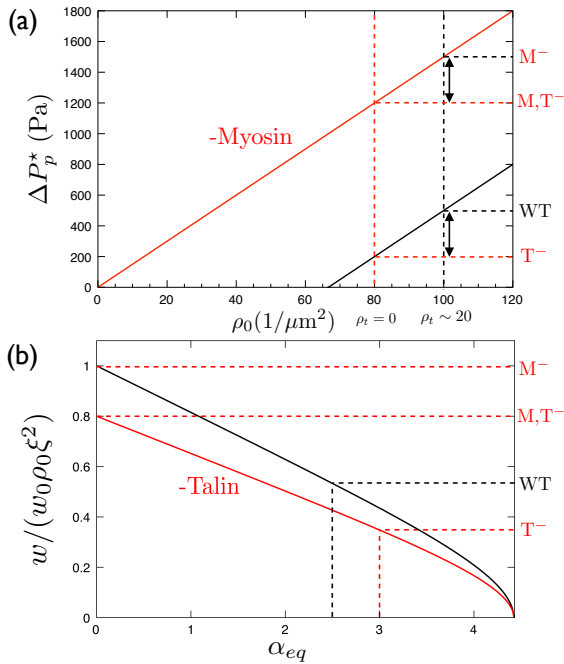 (a)
ΔP_p^⋆ (Pa)
1800
1600
1400
1200
1000
800
600
400
200
0
-Myosin
M⁻
M,T⁻
WT
T⁻
0 20 40 60 80 100 120
ρ₀(1/μm²)
ρₜ = 0
ρₜ ∼ 20
(b)
w/(w₀ρ₀ξ²)
1
0.8
0.6
0.4
0.2
0
-Talin
M⁻
M,T⁻
WT
T⁻
0 1 2 3 4
α_eq